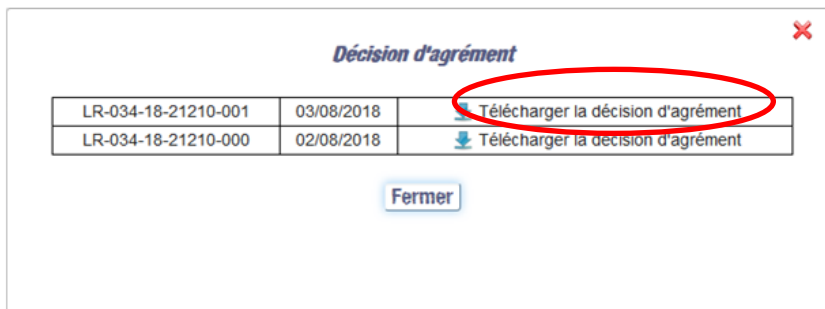 Décision d'agrément
LR-034-18-21210-001 03/08/2018 Télécharger la décision d'agrément
LR-034-18-21210-000 02/08/2018 Télécharger la décision d'agrément
Fermer